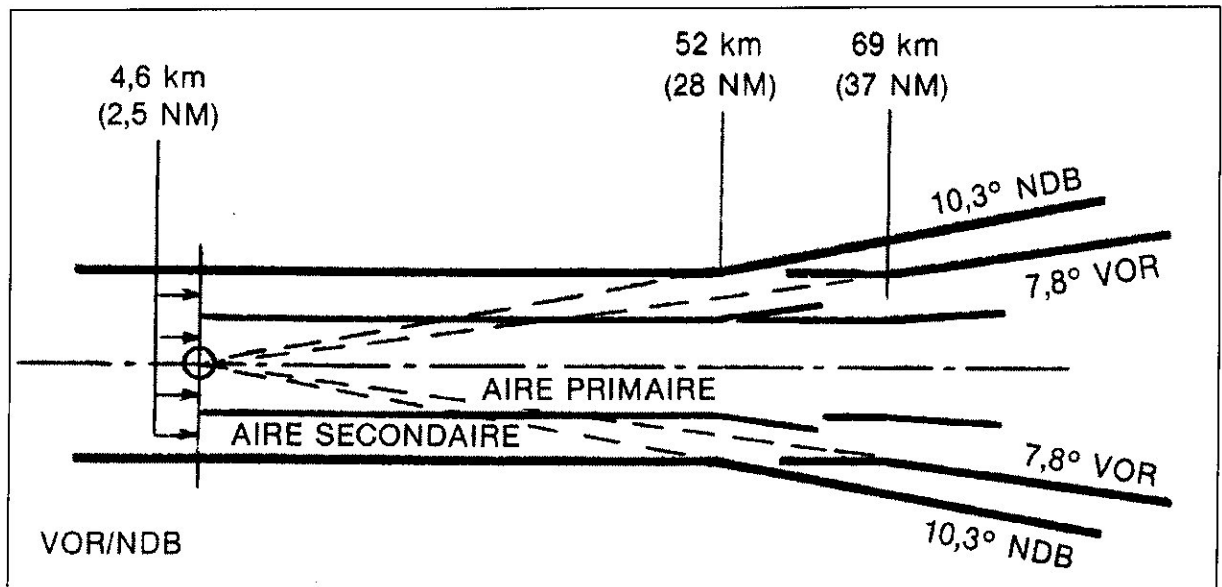 4,6 km
(2,5 NM)
52 km
(28 NM)
69 km
(37 NM)
10,3° NDB
7,8° VOR
AIRE PRIMAIRE
AIRE SECONDAIRE
7,8° VOR
10,3° NDB
VOR/NDB